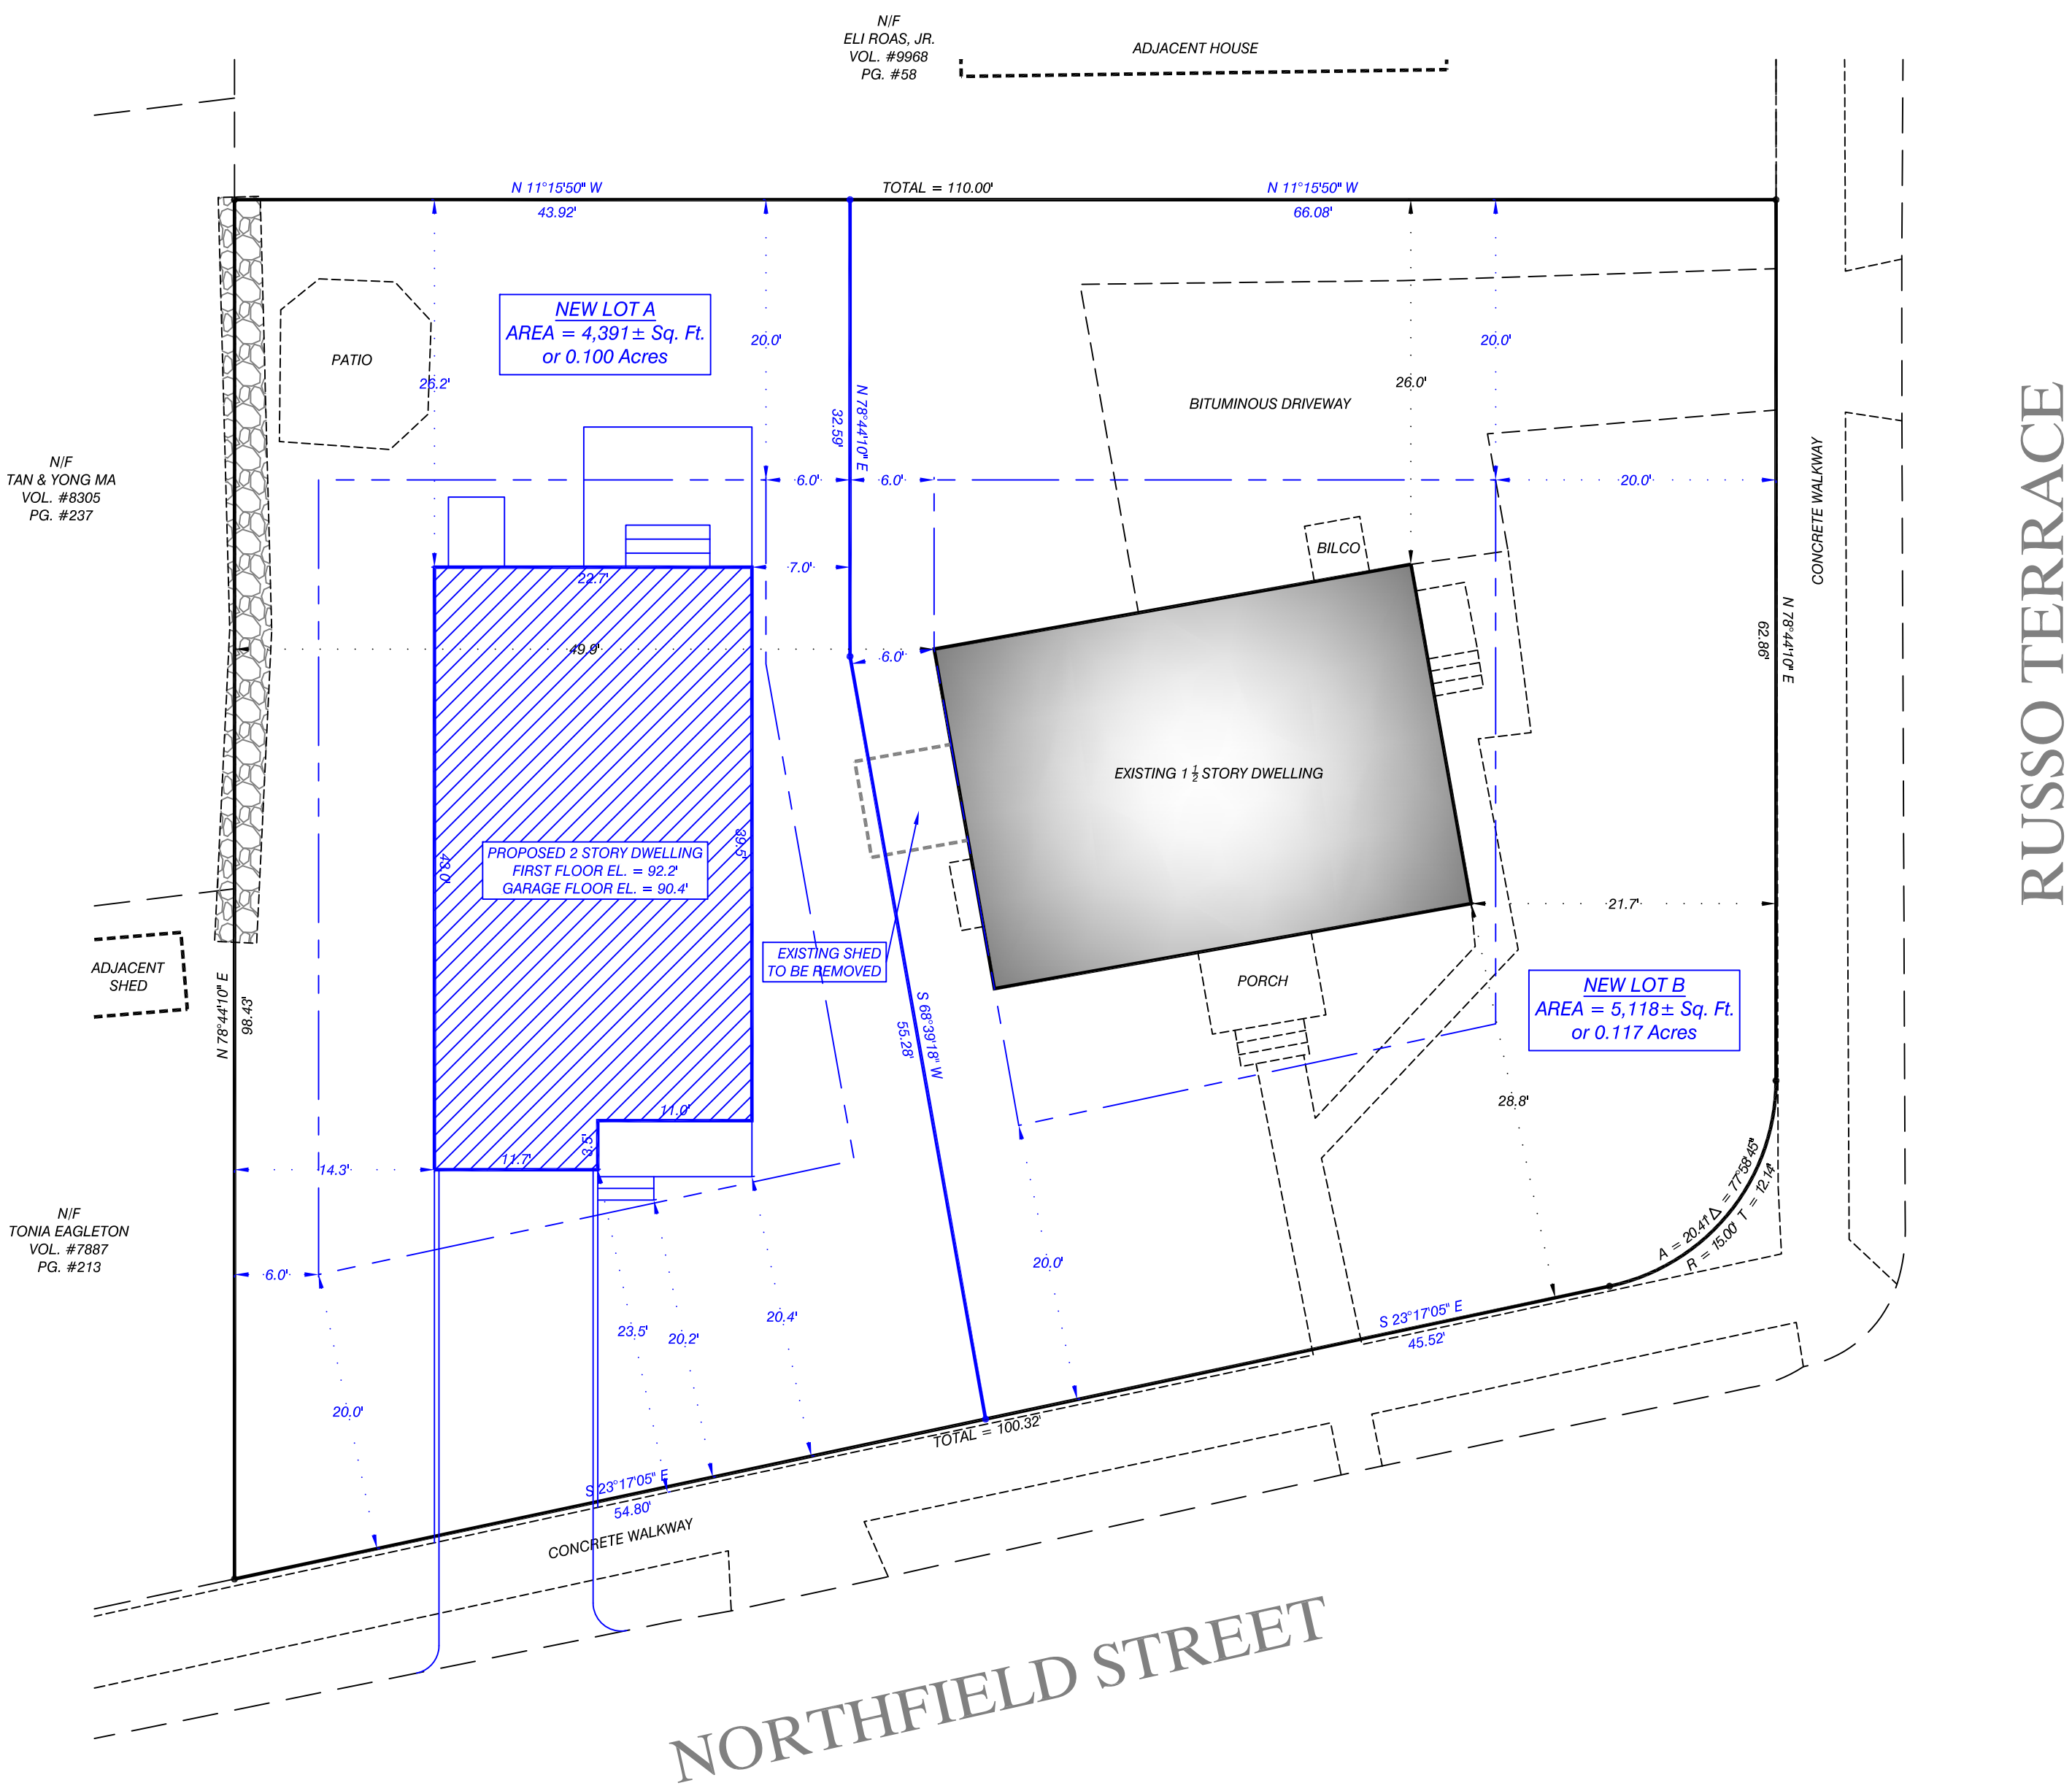 N/F
ELI ROAS, JR.
VOL. #9968
PG. #58
ADJACENT HOUSE
N 11°15'50" W
43.92'
TOTAL = 110.00'
N 11°15'50" W
66.08'
NEW LOT A
AREA = 4,391± Sq. Ft.
or 0.100 Acres
PATIO
26.2'
20.0'
N 78°44'10" E
32.59'
26.0'
20.0'
BITUMINOUS DRIVEWAY
CONCRETE WALKWAY
RUSSO TERRACE
N/F
TAN & YONG MA
VOL. #8305
PG. #237
6.0'
6.0'
20.0'
BILCO
22.7'
7.0'
49.9'
6.0'
N 78°44'10" E
62.86'
EXISTING 1 1/2 STORY DWELLING
43.0'
39.5'
PROPOSED 2 STORY DWELLING
FIRST FLOOR EL. = 92.2'
GARAGE FLOOR EL. = 90.4'
21.7'
EXISTING SHED
TO BE REMOVED
ADJACENT
SHED
N 78°44'10" E
98.43'
S 68°39'18" W
55.28'
PORCH
NEW LOT B
AREA = 5,118± Sq. Ft.
or 0.117 Acres
11.0'
3.5'
11.7'
14.3'
28.8'
A = 20.41' Δ = 77°58'45"
R = 15.00' T = 12.14'
N/F
TONIA EAGLETON
VOL. #7887
PG. #213
6.0'
20.0'
23.5'
20.2'
20.4'
20.0'
S 23°17'05" E
45.52'
TOTAL = 100.32'
S 23°17'05" E
54.80'
CONCRETE WALKWAY
NORTHFIELD STREET